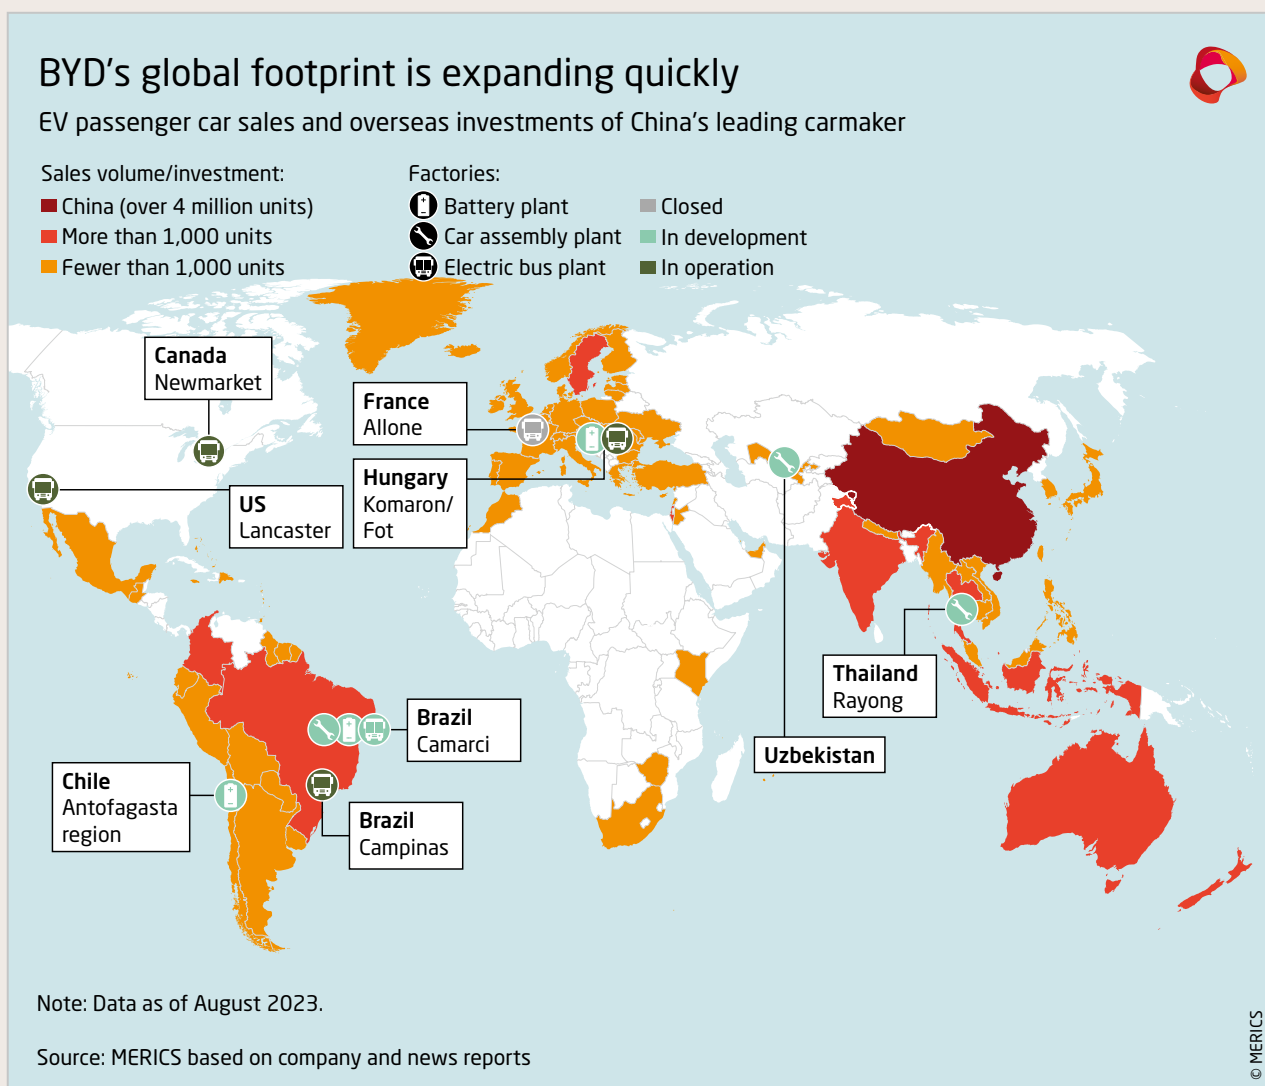 BYD's global footprint is expanding quickly
EV passenger car sales and overseas investments of China's leading carmaker
Sales volume/investment:
China (over 4 million units)
More than 1,000 units
Fewer than 1,000 units
Factories:
Battery plant
Car assembly plant
Electric bus plant
Closed
In development
In operation
Canada
Newmarket
US
Lancaster
France
Allone
Hungary
Komaron/
Fot
Thailand
Rayong
Uzbekistan
Brazil
Camarci
Chile
Antofagasta
region
Brazil
Campinas
Note: Data as of August 2023.
Source: MERICS based on company and news reports
© MERICS